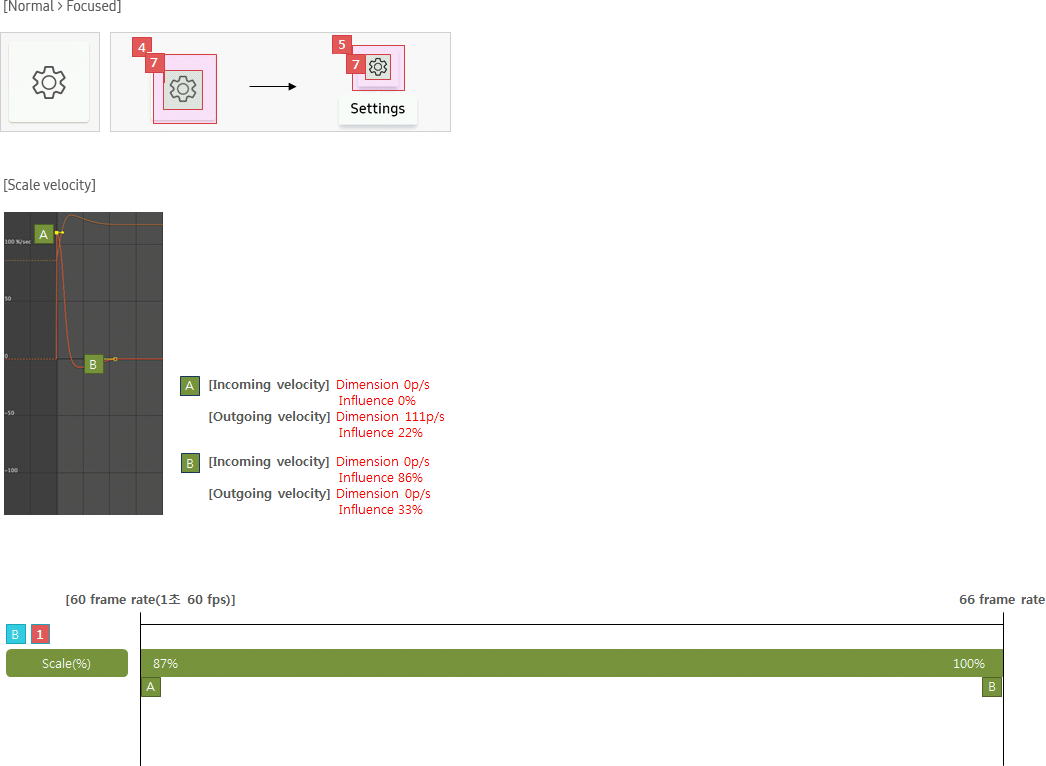 [Normal > Focused]
4
7
5
7
Settings
[Scale velocity]
100 %/sec
A
50
0
B
-50
-100
A [Incoming velocity] Dimension 0p/s
Influence 0%
[Outgoing velocity] Dimension 111p/s
Influence 22%
B [Incoming velocity] Dimension 0p/s
Influence 86%
[Outgoing velocity] Dimension 0p/s
Influence 33%
[60 frame rate(1초 60 fps)] 66 frame rate
B 1
Scale(%) 87% 100%
A B